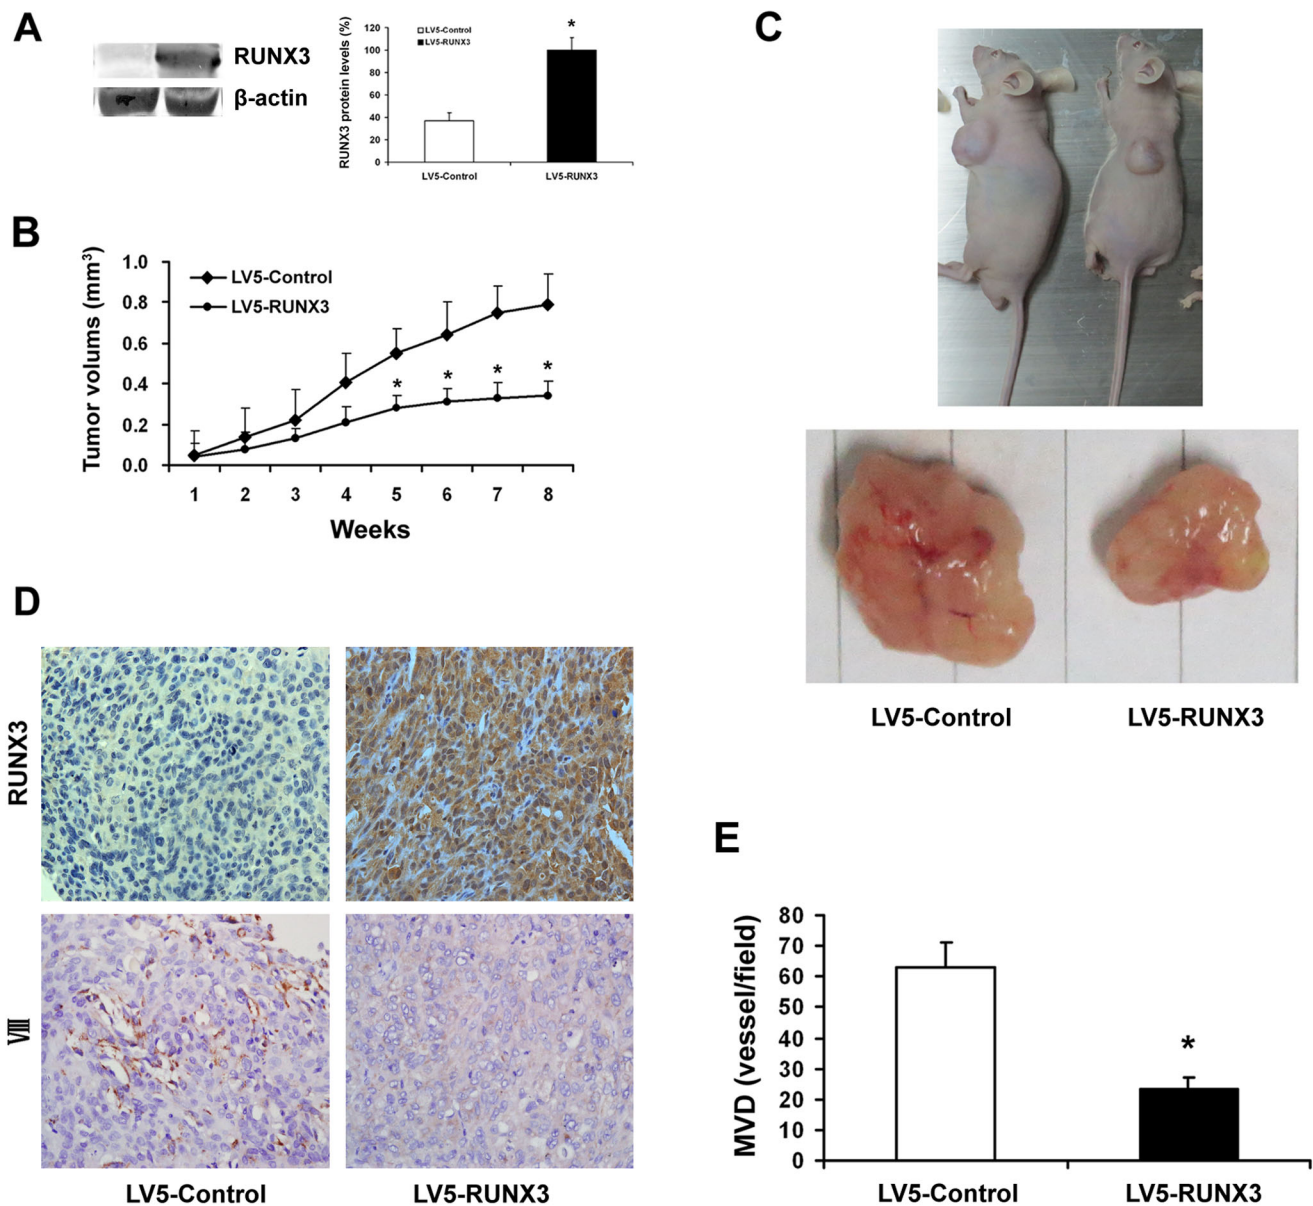 A
RUNX3
β-actin
RUNX3 protein levels (%)
120
100
80
60
40
20
0
LV5-Control
LV5-RUNX3
*
LV5-Control
LV5-RUNX3
B
Tumor volums (mm³)
1.0
0.8
0.6
0.4
0.2
0.0
LV5-Control
LV5-RUNX3
* * * *
1 2 3 4 5 6 7 8
Weeks
C
LV5-Control
LV5-RUNX3
D
RUNX3
Ⅷ
LV5-Control
LV5-RUNX3
E
MVD (vessel/field)
80
70
60
50
40
30
20
10
0
*
LV5-Control
LV5-RUNX3